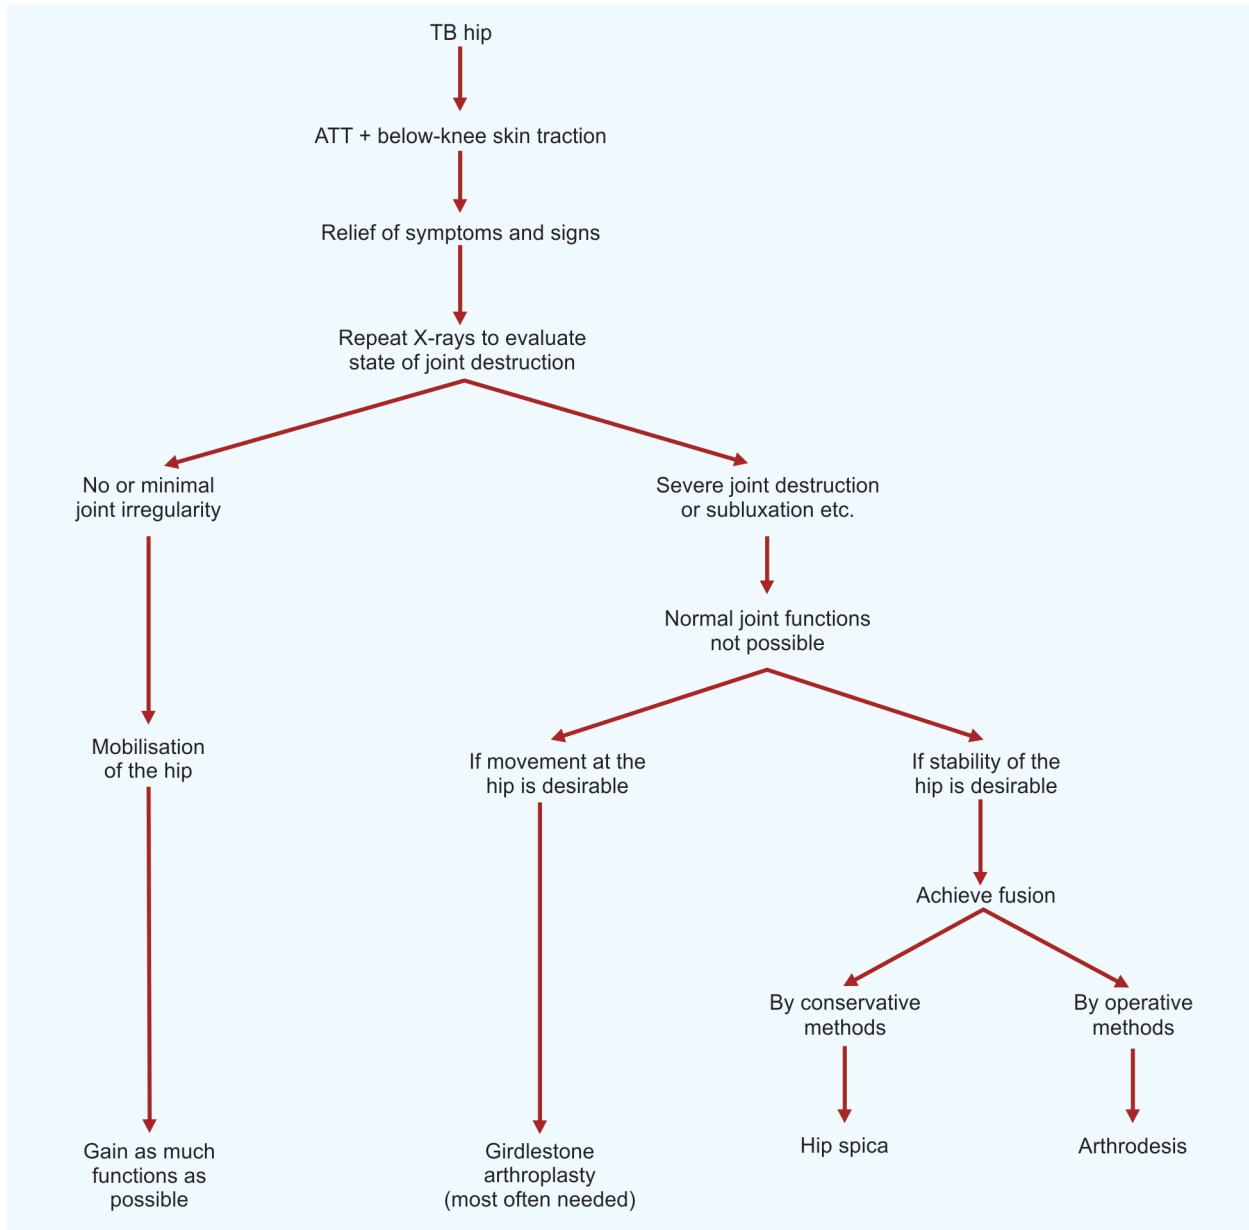 TB hip
ATT + below-knee skin traction
Relief of symptoms and signs
Repeat X-rays to evaluate
state of joint destruction
No or minimal
joint irregularity
Severe joint destruction
or subluxation etc.
Normal joint functions
not possible
Mobilisation
of the hip
If movement at the
hip is desirable
If stability of the
hip is desirable
Achieve fusion
By conservative
methods
By operative
methods
Gain as much
functions as
possible
Girdlestone
arthroplasty
(most often needed)
Hip spica
Arthrodesis